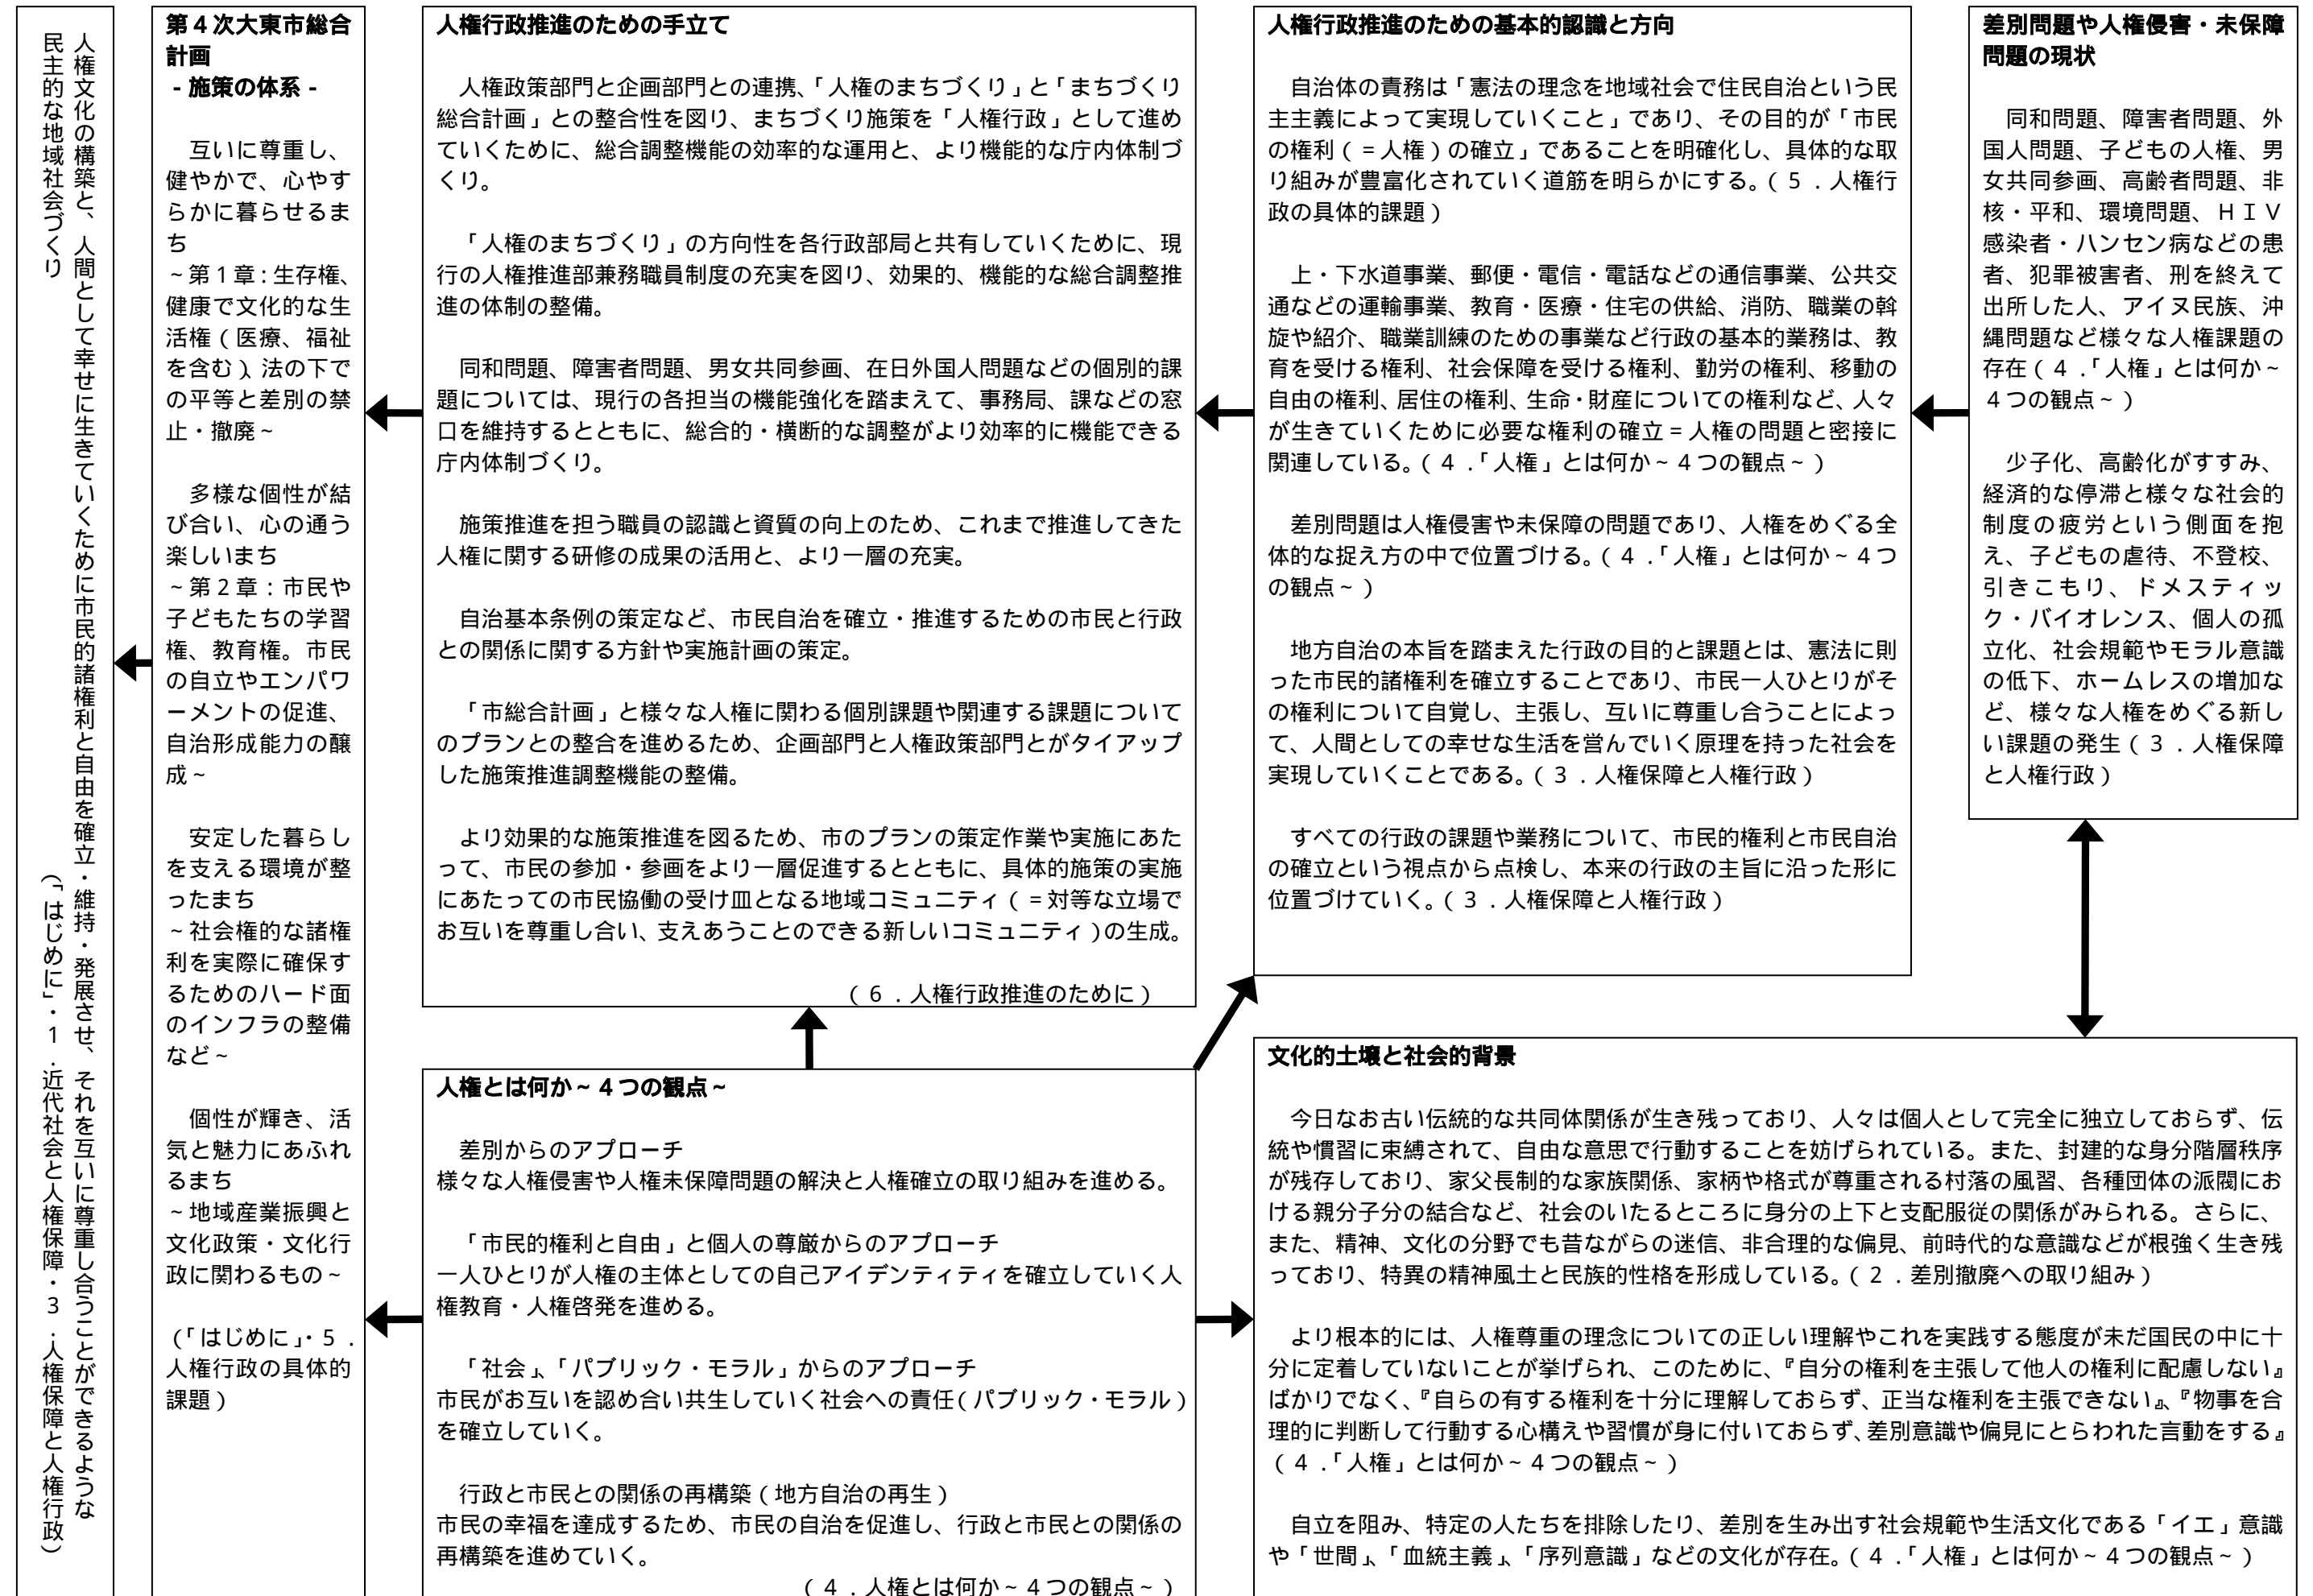 人権文化の構築と、人間として幸せに生きていくために市民的諸権利と自由を確立・維持・発展させ、それを互いに尊重し合うことができるような
民主的な地域社会づくり　（「はじめに」・１.近代社会と人権保障・３.人権保障と人権行政）
第４次大東市総合
計画
- 施策の体系 -
互いに尊重し、
健やかで、心やす
らかに暮らせるま
ち
~第１章：生存権、
健康で文化的な生
活権（医療、福祉
を含む）、法の下で
の平等と差別の禁
止・撤廃~
多様な個性が結
び合い、心の通う
楽しいまち
~第２章：市民や
子どもたちの学習
権、教育権。市民
の自立やエンパワ
ーメントの促進、
自治形成能力の醸
成~
安定した暮らし
を支える環境が整
ったまち
~社会権的な諸権
利を実際に確保す
るためのハード面
のインフラの整備
など~
個性が輝き、活
気と魅力にあふれ
るまち
~地域産業振興と
文化政策・文化行
政に関わるもの~
（「はじめに」・５．
人権行政の具体的
課題）
人権行政推進のための手立て
人権政策部門と企画部門との連携、「人権のまちづくり」と「まちづくり
総合計画」との整合性を図り、まちづくり施策を「人権行政」として進め
ていくために、総合調整機能の効率的な運用と、より機能的な庁内体制づ
くり。
「人権のまちづくり」の方向性を各行政部局と共有していくために、現
行の人権推進部兼務職員制度の充実を図り、効果的、機能的な総合調整推
進の体制の整備。
同和問題、障害者問題、男女共同参画、在日外国人問題などの個別的課
題については、現行の各担当の機能強化を踏まえて、事務局、課などの窓
口を維持するとともに、総合的・横断的な調整がより効率的に機能できる
庁内体制づくり。
施策推進を担う職員の認識と資質の向上のため、これまで推進してきた
人権に関する研修の成果の活用と、より一層の充実。
自治基本条例の策定など、市民自治を確立・推進するための市民と行政
との関係に関する方針や実施計画の策定。
「市総合計画」と様々な人権に関わる個別課題や関連する課題について
のプランとの整合を進めるため、企画部門と人権政策部門とがタイアップ
した施策推進調整機能の整備。
より効果的な施策推進を図るため、市のプランの策定作業や実施にあた
って、市民の参加・参画をより一層促進するとともに、具体的施策の実施
にあたっての市民協働の受け皿となる地域コミュニティ（=対等な立場で
お互いを尊重し合い、支えあうことのできる新しいコミュニティ）の生成。
（６．人権行政推進のために）
人権とは何か~４つの観点~
差別からのアプローチ
様々な人権侵害や人権未保障問題の解決と人権確立の取り組みを進める。
「市民的権利と自由」と個人の尊厳からのアプローチ
一人ひとりが人権の主体としての自己アイデンティティを確立していく人
権教育・人権啓発を進める。
「社会」、「パブリック・モラル」からのアプローチ
市民がお互いを認め合い共生していく社会への責任（パブリック・モラル）
を確立していく。
行政と市民との関係の再構築（地方自治の再生）
市民の幸福を達成するため、市民の自治を促進し、行政と市民との関係の
再構築を進めていく。
（４．人権とは何か~４つの観点~）
人権行政推進のための基本的認識と方向
自治体の責務は「憲法の理念を地域社会で住民自治という民
主主義によって実現していくこと」であり、その目的が「市民
の権利（=人権）の確立」であることを明確化し、具体的な取
り組みが豊富化されていく道筋を明らかにする。（５．人権行
政の具体的課題）
上・下水道事業、郵便・電信・電話などの通信事業、公共交
通などの運輸事業、教育・医療・住宅の供給、消防、職業の斡
旋や紹介、職業訓練のための事業など行政の基本的業務は、教
育を受ける権利、社会保障を受ける権利、勤労の権利、移動の
自由の権利、居住の権利、生命・財産についての権利など、人々
が生きていくために必要な権利の確立=人権の問題と密接に
関連している。（４．「人権」とは何か~４つの観点~）
差別問題は人権侵害や未保障の問題であり、人権をめぐる全
体的な捉え方の中で位置づける。（４．「人権」とは何か~４つ
の観点~）
地方自治の本旨を踏まえた行政の目的と課題とは、憲法に則
った市民的諸権利を確立することであり、市民一人ひとりがそ
の権利について自覚し、主張し、互いに尊重し合うことによっ
て、人間としての幸せな生活を営んでいく原理を持った社会を
実現していくことである。（３．人権保障と人権行政）
すべての行政の課題や業務について、市民的権利と市民自治
の確立という視点から点検し、本来の行政の主旨に沿った形に
位置づけていく。（３．人権保障と人権行政）
差別問題や人権侵害・未保障
問題の現状
同和問題、障害者問題、外
国人問題、子どもの人権、男
女共同参画、高齢者問題、非
核・平和、環境問題、ＨＩＶ
感染者・ハンセン病などの患
者、犯罪被害者、刑を終えて
出所した人、アイヌ民族、沖
縄問題など様々な人権課題の
存在（４．「人権」とは何か~
４つの観点~）
少子化、高齢化がすすみ、
経済的な停滞と様々な社会的
制度の疲労という側面を抱
え、子どもの虐待、不登校、
引きこもり、ドメスティッ
ク・バイオレンス、個人の孤
立化、社会規範やモラル意識
の低下、ホームレスの増加な
ど、様々な人権をめぐる新し
い課題の発生（３．人権保障
と人権行政）
文化的土壌と社会的背景
今日なお古い伝統的な共同体関係が生き残っており、人々は個人として完全に独立しておらず、伝
統や慣習に束縛されて、自由な意思で行動することを妨げられている。また、封建的な身分階層秩序
が残存しており、家父長制的な家族関係、家柄や格式が尊重される村落の風習、各種団体の派閥にお
ける親分子分の結合など、社会のいたるところに身分の上下と支配服従の関係がみられる。さらに、
また、精神、文化の分野でも昔ながらの迷信、非合理的な偏見、前時代的な意識などが根強く生き残
っており、特異の精神風土と民族的性格を形成している。（２．差別撤廃への取り組み）
より根本的には、人権尊重の理念についての正しい理解やこれを実践する態度が未だ国民の中に十
分に定着していないことが挙げられ、このために、『自分の権利を主張して他人の権利に配慮しない』
ばかりでなく、『自らの有する権利を十分に理解しておらず、正当な権利を主張できない』、『物事を合
理的に判断して行動する心構えや習慣が身に付いておらず、差別意識や偏見にとらわれた言動をする』
（４．「人権」とは何か~４つの観点~）
自立を阻み、特定の人たちを排除したり、差別を生み出す社会規範や生活文化である「イエ」意識
や「世間」、「血統主義」、「序列意識」などの文化が存在。（４．「人権」とは何か~４つの観点~）